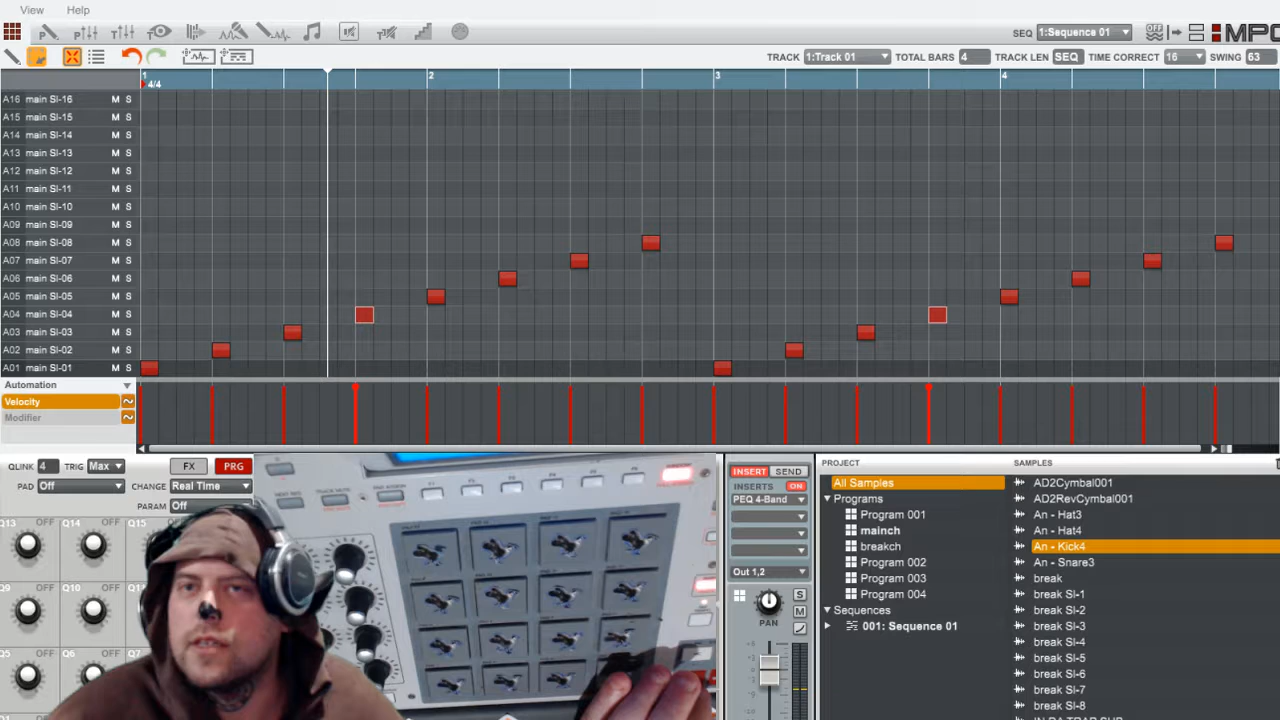 View Help
SEQ 1:Sequence 01 OFF MPC
TRACK 1:Track 01 TOTAL BARS 4 TRACK LEN SEQ TIME CORRECT 16 SWING 63
1 2 3 4
4/4
A16 main Sl-16 M S
A15 main Sl-15 M S
A14 main Sl-14 M S
A13 main Sl-13 M S
A12 main Sl-12 M S
A11 main Sl-11 M S
A10 main Sl-10 M S
A09 main Sl-09 M S
A08 main Sl-08 M S
A07 main Sl-07 M S
A06 main Sl-06 M S
A05 main Sl-05 M S
A04 main Sl-04 M S
A03 main Sl-03 M S
A02 main Sl-02 M S
A01 main Sl-01 M S
Automation
Velocity
Modifier
QLINK 4 TRIG Max FX PRG
PAD Off CHANGE Real Time
PARAM Off
Q13 OFF Q14 OFF Q15
Q9 OFF Q10 OFF
Q5 OFF Q6 OFF
INSERT SEND
INSERTS ON
PEQ 4-Band
Out 1,2
S
M
PAN
PROJECT
All Samples
Programs
Program 001
mainch
breakch
Program 002
Program 003
Program 004
Sequences
001: Sequence 01
SAMPLES
AD2Cymbal001
AD2RevCymbal001
An - Hat3
An - Hat4
An - Kick4
An - Snare3
break
break Sl-1
break Sl-2
break Sl-3
break Sl-4
break Sl-5
break Sl-6
break Sl-7
break Sl-8